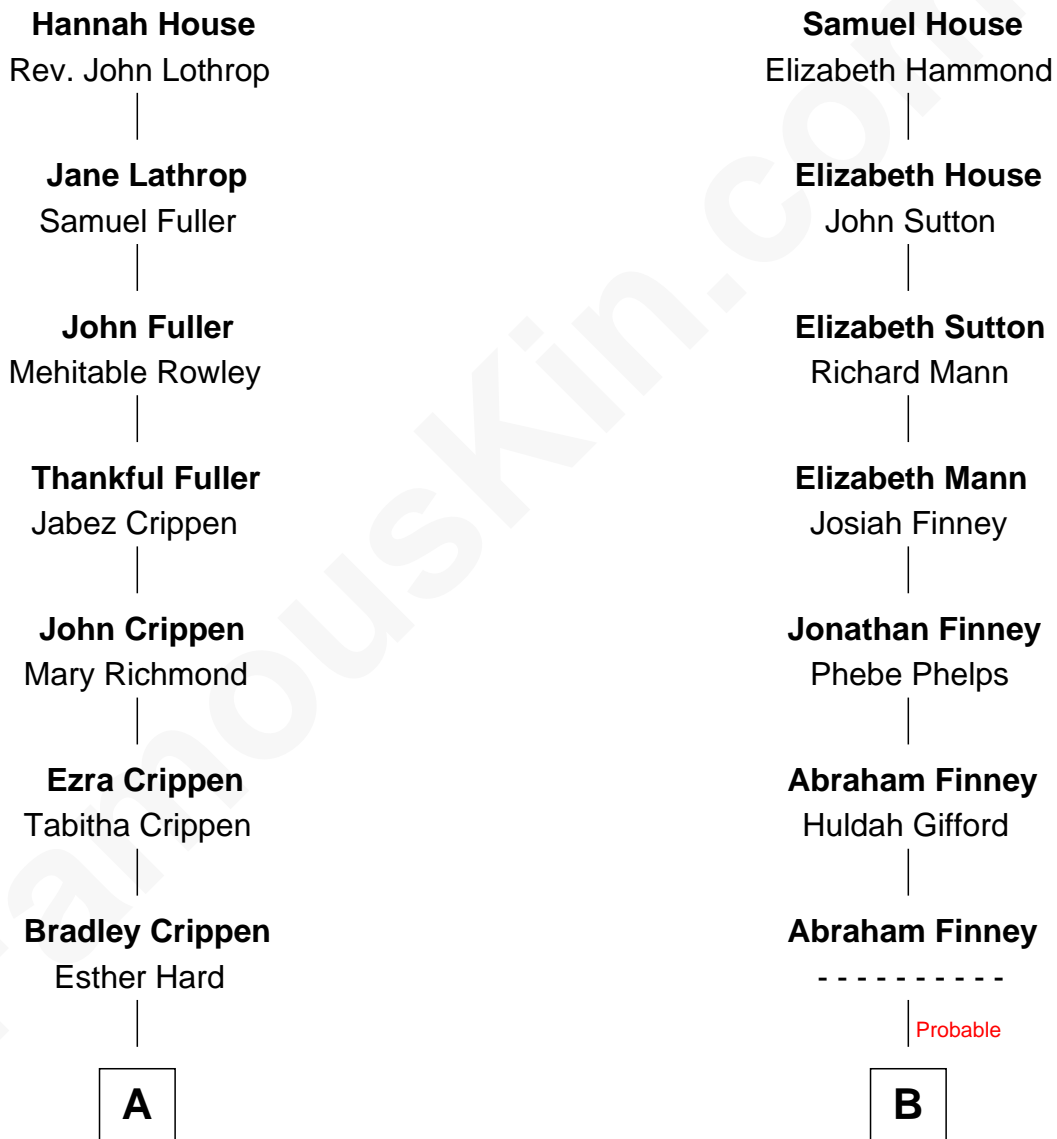 Hannah House
Rev. John Lothrop
Jane Lathrop
Samuel Fuller
John Fuller
Mehitable Rowley
Thankful Fuller
Jabez Crippen
John Crippen
Mary Richmond
Ezra Crippen
Tabitha Crippen
Bradley Crippen
Esther Hard
A
Samuel House
Elizabeth Hammond
Elizabeth House
John Sutton
Elizabeth Sutton
Richard Mann
Elizabeth Mann
Josiah Finney
Jonathan Finney
Phebe Phelps
Abraham Finney
Huldah Gifford
Abraham Finney
- - - - - - - - - -
Probable
B
FamousKin.com